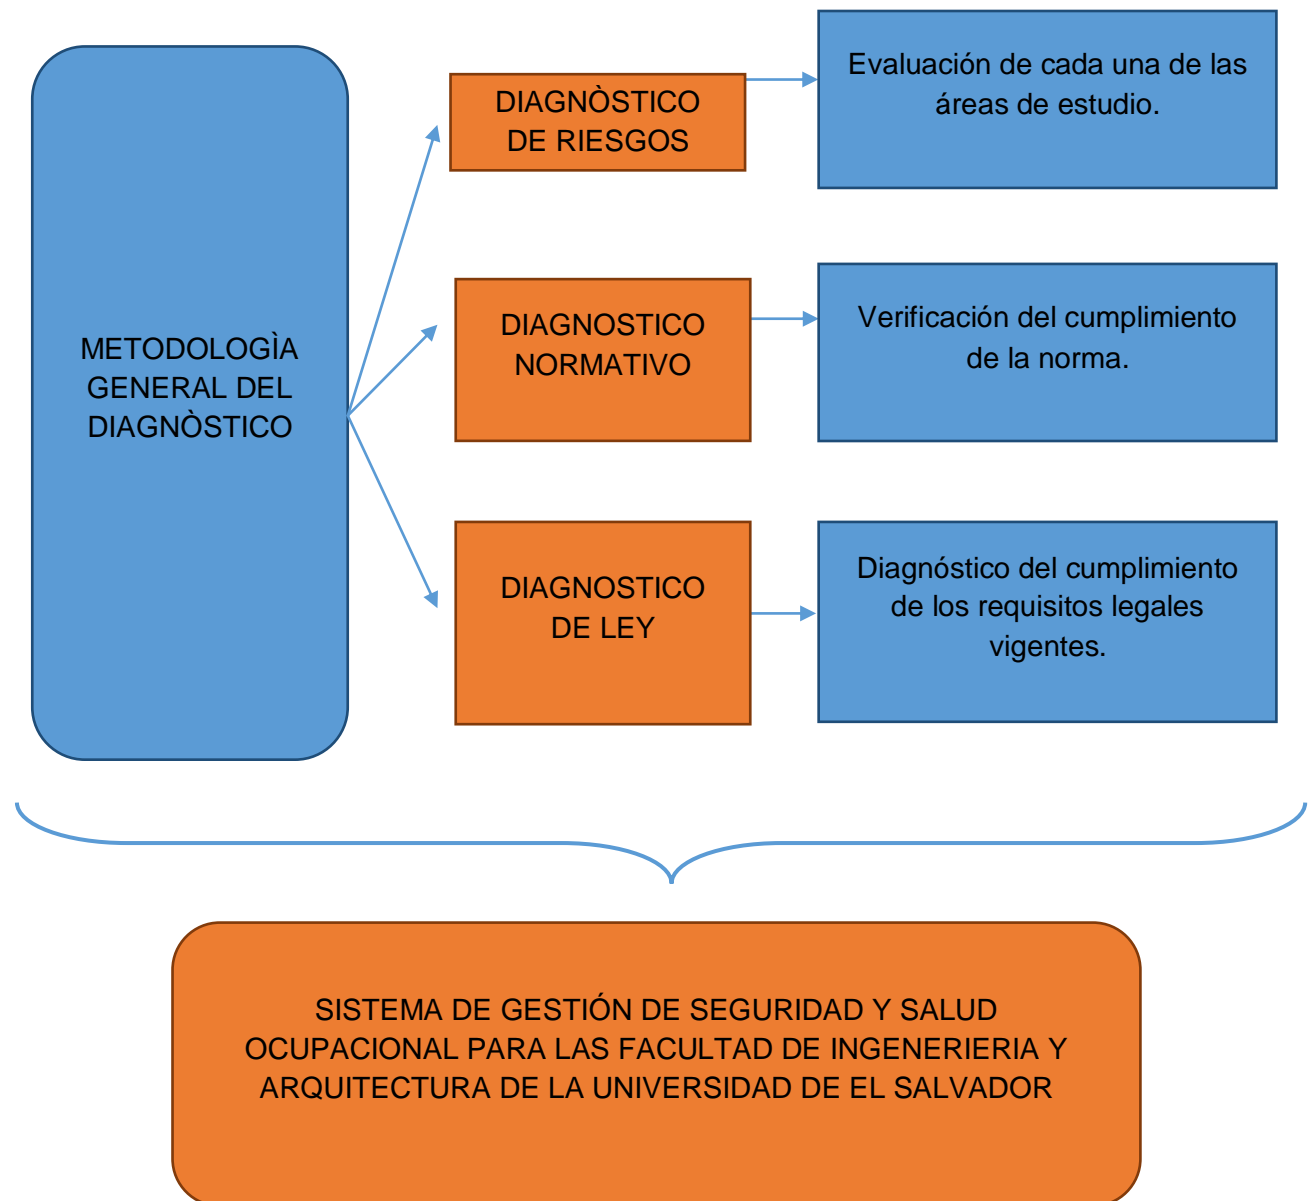 METODOLOGÌA
GENERAL DEL
DIAGNÒSTICO
DIAGNÒSTICO
DE RIESGOS
Evaluación de cada una de las
áreas de estudio.
DIAGNOSTICO
NORMATIVO
Verificación del cumplimiento
de la norma.
DIAGNOSTICO
DE LEY
Diagnóstico del cumplimiento
de los requisitos legales
vigentes.
SISTEMA DE GESTIÓN DE SEGURIDAD Y SALUD
OCUPACIONAL PARA LAS FACULTAD DE INGENERIERIA Y
ARQUITECTURA DE LA UNIVERSIDAD DE EL SALVADOR